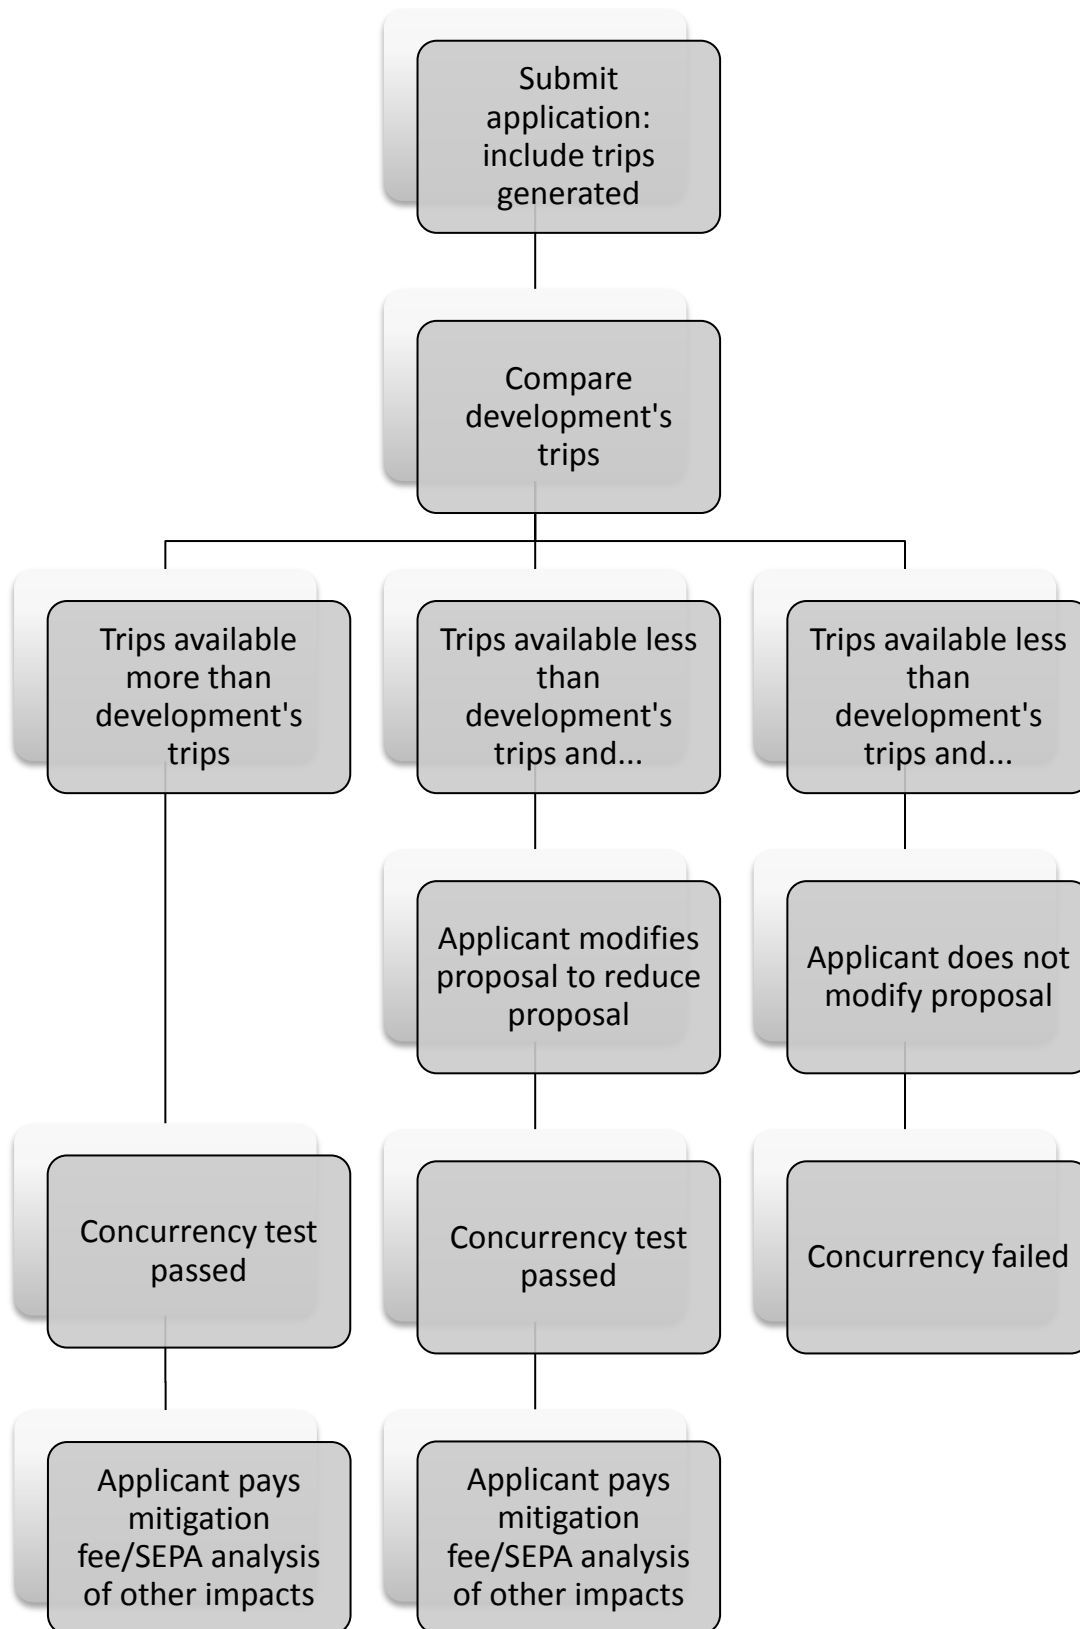 Submit
application:
include trips
generated
Compare
development's
trips
Trips available
more than
development's
trips
Trips available less
than
development's
trips and...
Trips available less
than
development's
trips and...
Applicant modifies
proposal to reduce
proposal
Applicant does not
modify proposal
Concurrency test
passed
Concurrency test
passed
Concurrency failed
Applicant pays
mitigation
fee/SEPA analysis
of other impacts
Applicant pays
mitigation
fee/SEPA analysis
of other impacts